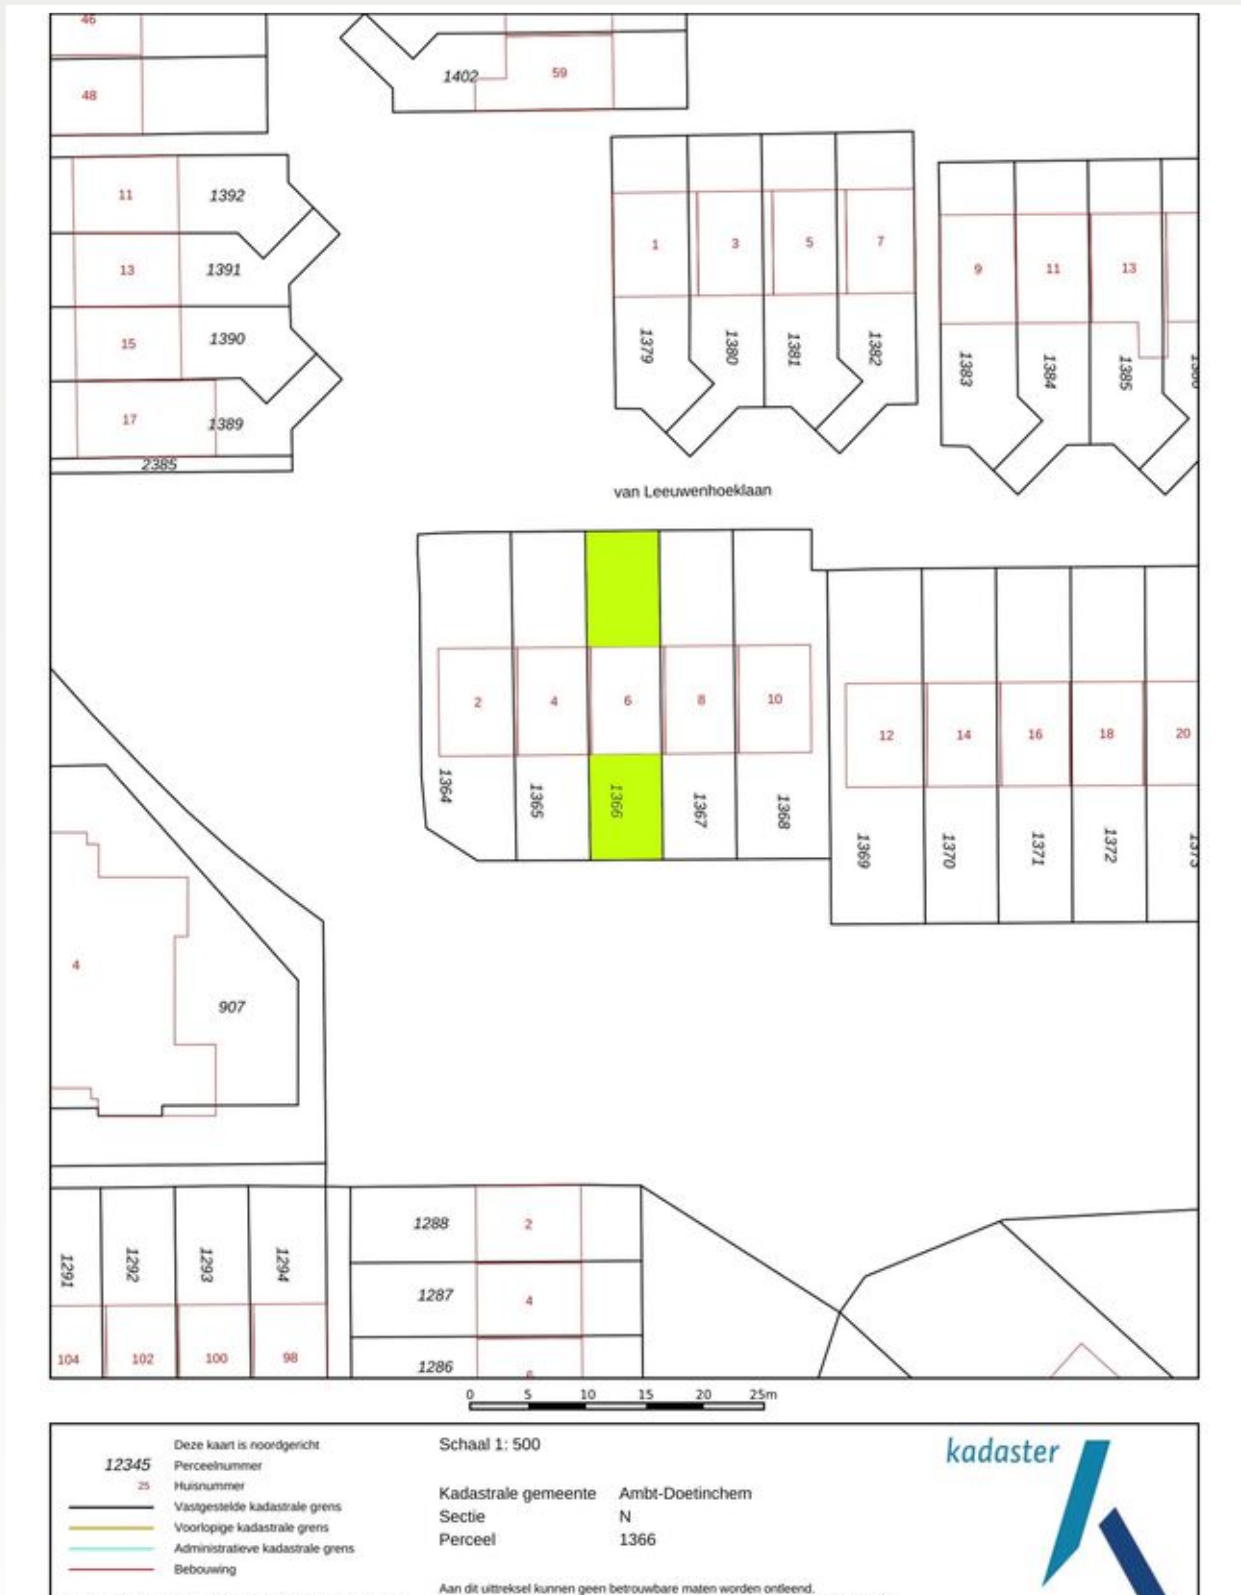 46
48
1402 59
11 1392
13 1391
15 1390
17 1389
2385
1 3 5 7
9 11 13
1379 1380 1381 1382
1383 1384 1385
van Leeuwenhoeklaan
2 4 6 8 10
12 14 16 18 20
1364 1365 1366 1367 1368
1369 1370 1371 1372 1373
4
907
1288 2
1291 1292 1293 1294
1287 4
104 102 100 98
1286 6
0 5 10 15 20 25m
Deze kaart is noordgericht
12345 Perceelnummer
25 Huisnummer
Vastgestelde kadastrale grens
Voorlopige kadastrale grens
Administratieve kadastrale grens
Bebouwing
Schaal 1: 500
Kadastrale gemeente Ambt-Doetinchem
Sectie N
Perceel 1366
Aan dit uittreksel kunnen geen betrouwbare maten worden ontleend.
kadaster